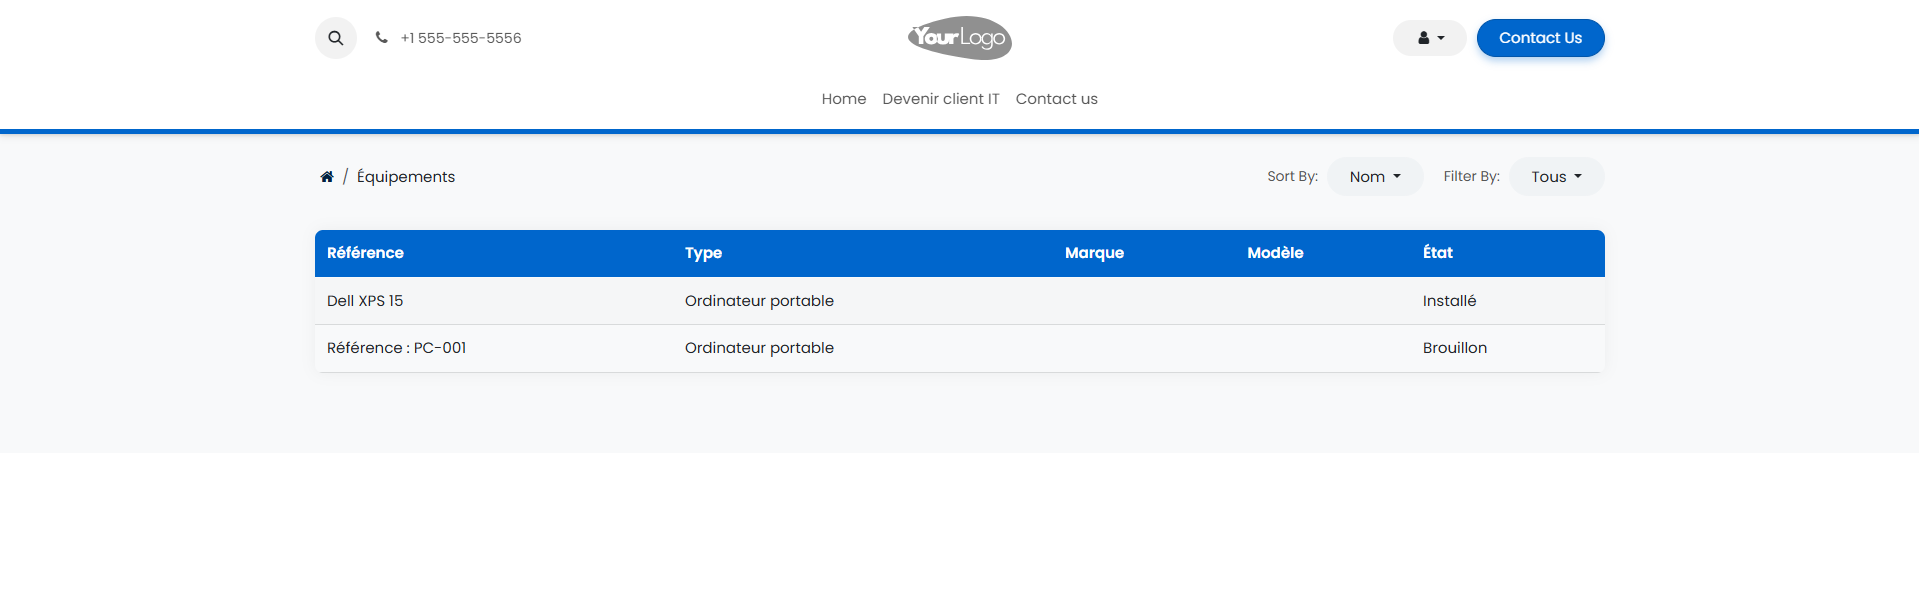 +1 555-555-5556
YourLogo
Contact Us
Home Devenir client IT Contact us
/ Équipements
Sort By: Nom
Filter By: Tous
Référence Type Marque Modèle État
Dell XPS 15 Ordinateur portable Installé
Référence : PC-001 Ordinateur portable Brouillon